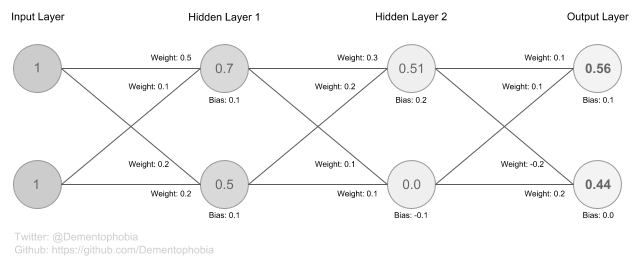 Input Layer
Hidden Layer 1
Hidden Layer 2
Output Layer
Weight: 0.5
Weight: 0.3
Weight: 0.1
1
0.7
0.51
0.56
Weight: 0.1
Weight: 0.2
Weight: 0.1
Bias: 0.1
Bias: 0.2
Bias: 0.1
Weight: 0.2
Weight: 0.1
Weight: -0.2
1
0.5
0.0
0.44
Weight: 0.2
Weight: 0.1
Weight: 0.2
Bias: 0.1
Bias: -0.1
Bias: 0.0
Twitter: @Dementophobia
Github: https://github.com/Dementophobia